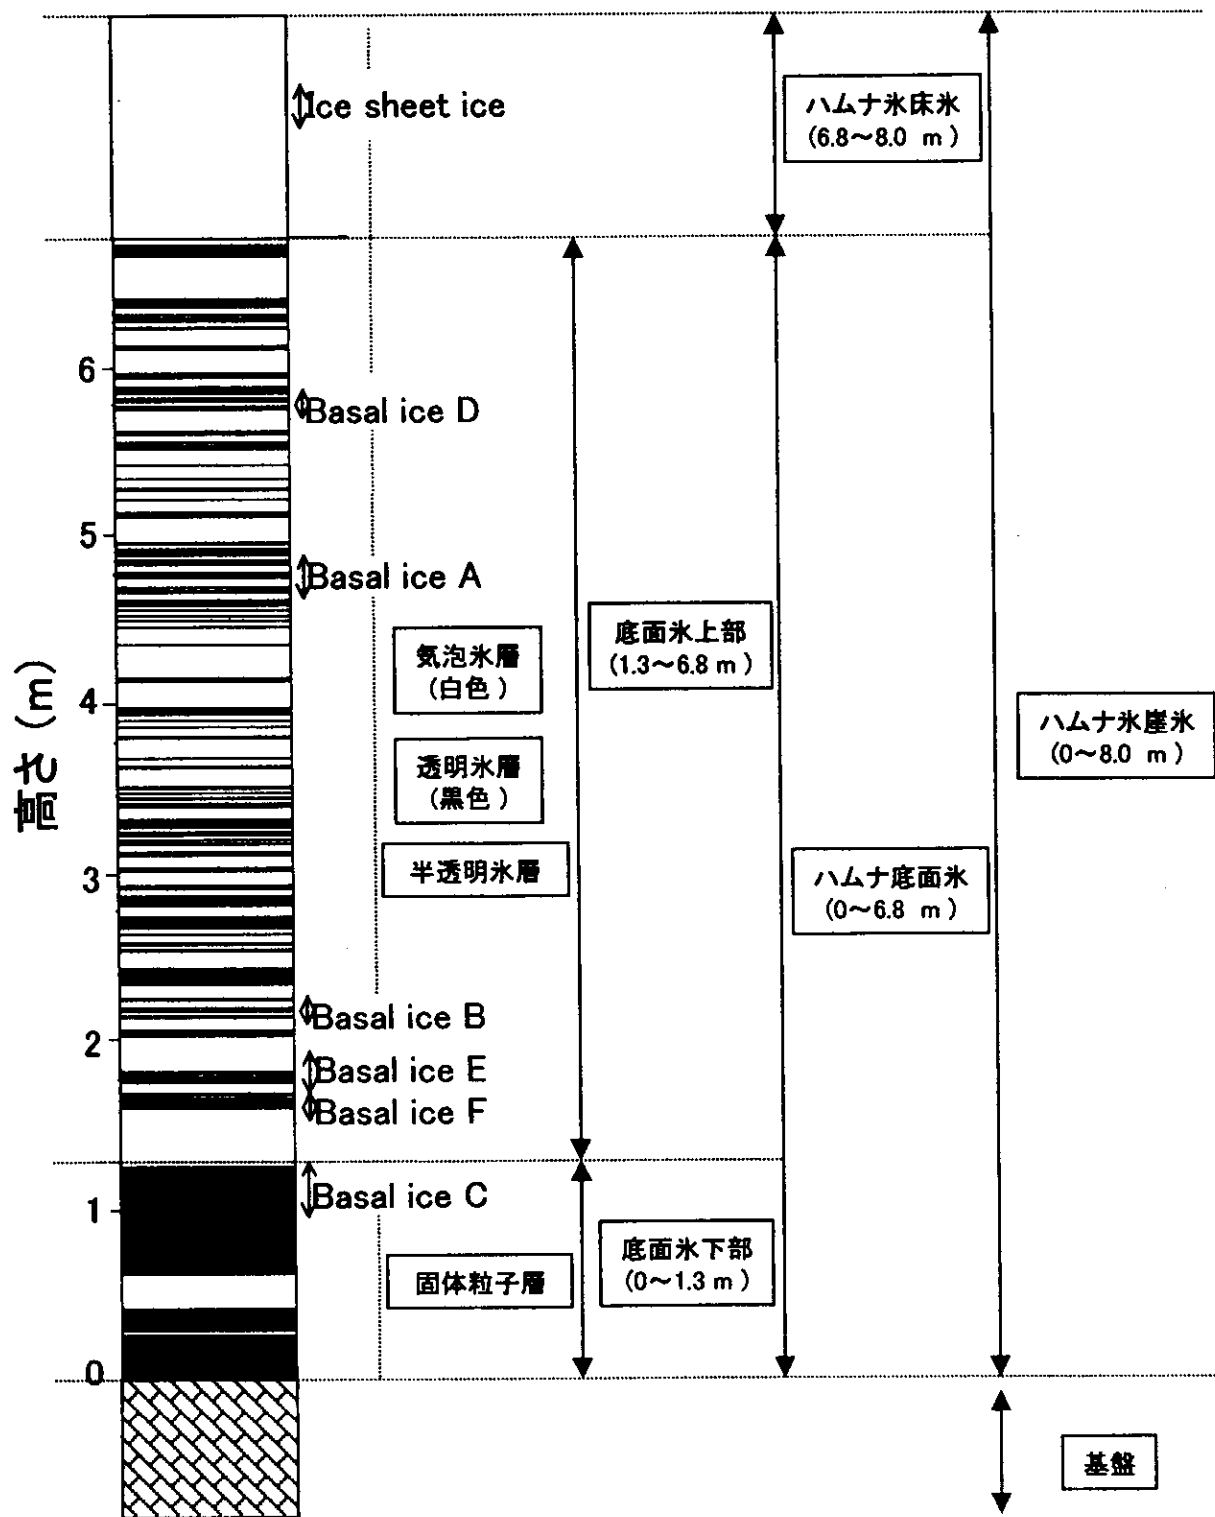 Ice sheet ice
ハムナ氷床氷
(6.8～8.0 m)
6
Basal ice D
5
Basal ice A
気泡氷層
(白色)
底面氷上部
(1.3～6.8 m)
高さ (m)
4
ハムナ氷崖氷
(0～8.0 m)
透明氷層
(黒色)
3
半透明氷層
ハムナ底面氷
(0～6.8 m)
Basal ice B
2
Basal ice E
Basal ice F
Basal ice C
1
底面氷下部
(0～1.3 m)
固体粒子層
0
基盤